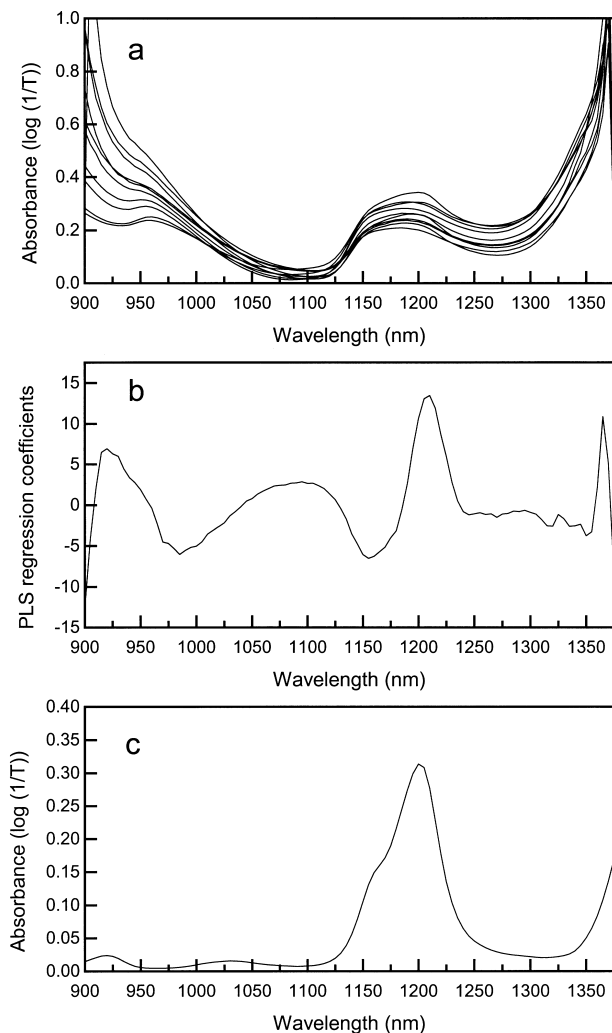 a
1.0
0.8
0.6
0.4
0.2
0.0
Absorbance (log (1/T))
900 950 1000 1050 1100 1150 1200 1250 1300 1350
Wavelength (nm)
b
15
10
5
0
-5
-10
-15
PLS regression coefficients
900 950 1000 1050 1100 1150 1200 1250 1300 1350
Wavelength (nm)
c
0.40
0.35
0.30
0.25
0.20
0.15
0.10
0.05
0.00
Absorbance (log (1/T))
900 950 1000 1050 1100 1150 1200 1250 1300 1350
Wavelength (nm)